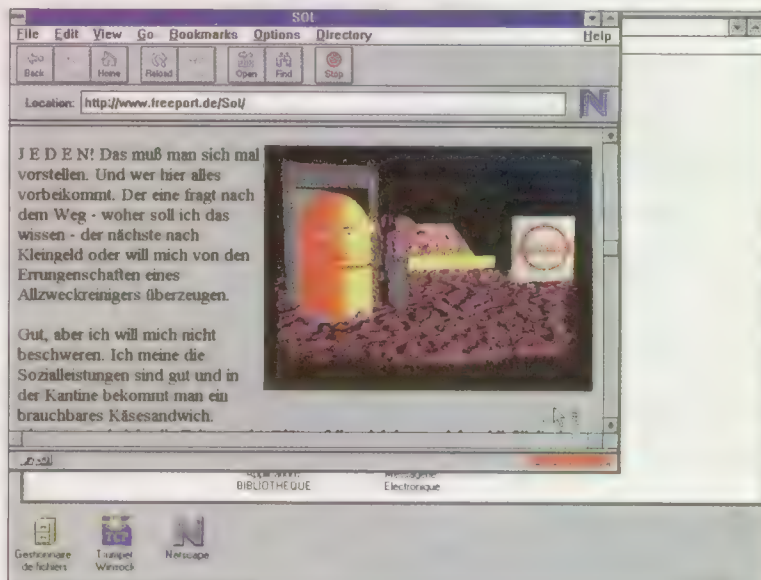 SOL
File Edit View Go Bookmarks Options Directory Help
Back Home Reload Open Find Stop
Location: http://www.freeport.de/Sol/
N
J E D E N! Das muß man sich mal
vorstellen. Und wer hier alles
vorbeikommt. Der eine fragt nach
dem Weg - woher soll ich das
wissen - der nächste nach
Kleingeld oder will mich von den
Errungenschaften eines
Allzweckreinigers überzeugen.
Gut, aber ich will mich nicht
beschweren. Ich meine die
Sozialleistungen sind gut und in
der Kantine bekommt man ein
brauchbares Käsesandwich.
BIBLIOTHEQUE
Messagerie
Electronique
Gestionnaire
de fichiers
TCP
Trumpet
Winsock
N
Netscape